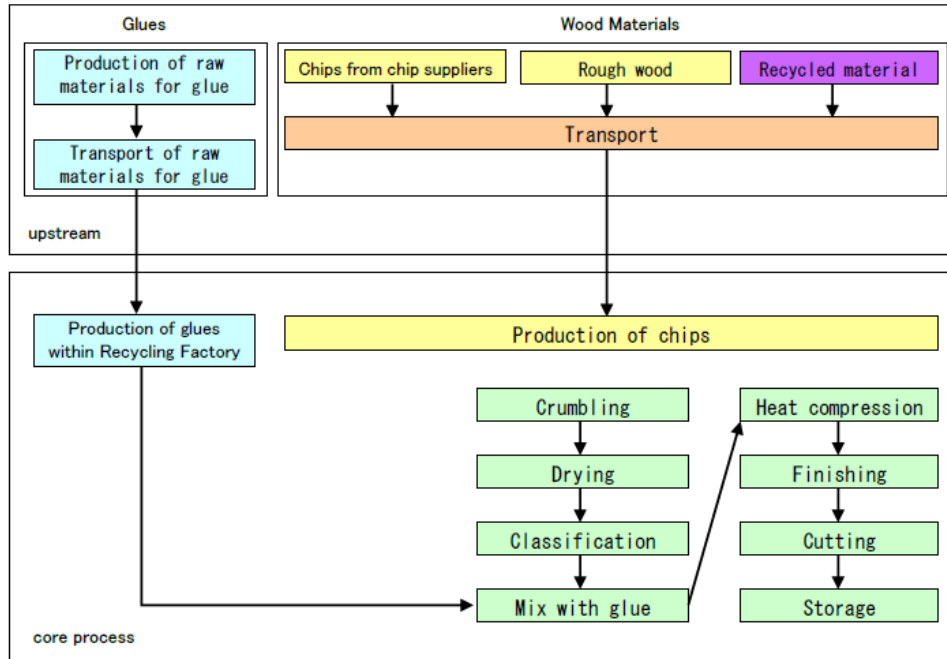 Glues
Wood Materials
Production of raw
materials for glue
Chips from chip suppliers
Rough wood
Recycled material
Transport
Transport of raw
materials for glue
upstream
Production of glues
within Recycling Factory
Production of chips
Crumbling
Heat compression
Drying
Finishing
Classification
Cutting
Mix with glue
Storage
core process